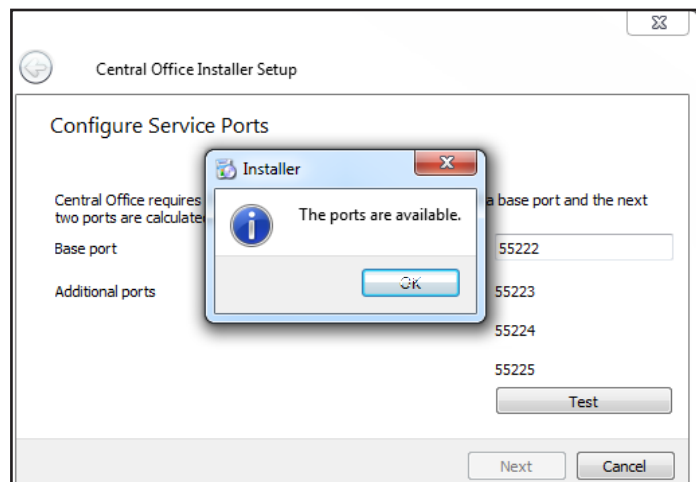 Central Office Installer Setup
Configure Service Ports
Installer
The ports are available.
OK
Central Office requires a base port and the next
two ports are calculate
Base port 55222
Additional ports 55223
55224
55225
Test
Next Cancel